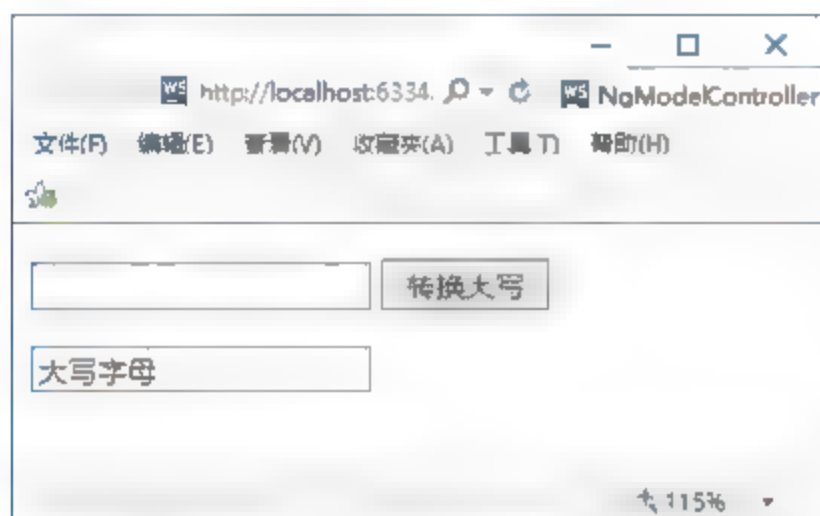 http://localhost:6334. NgModelController
文件(F) 编辑(E) 查看(V) 收藏夹(A) 工具(T) 帮助(H)
转换大写
大写字母
115%